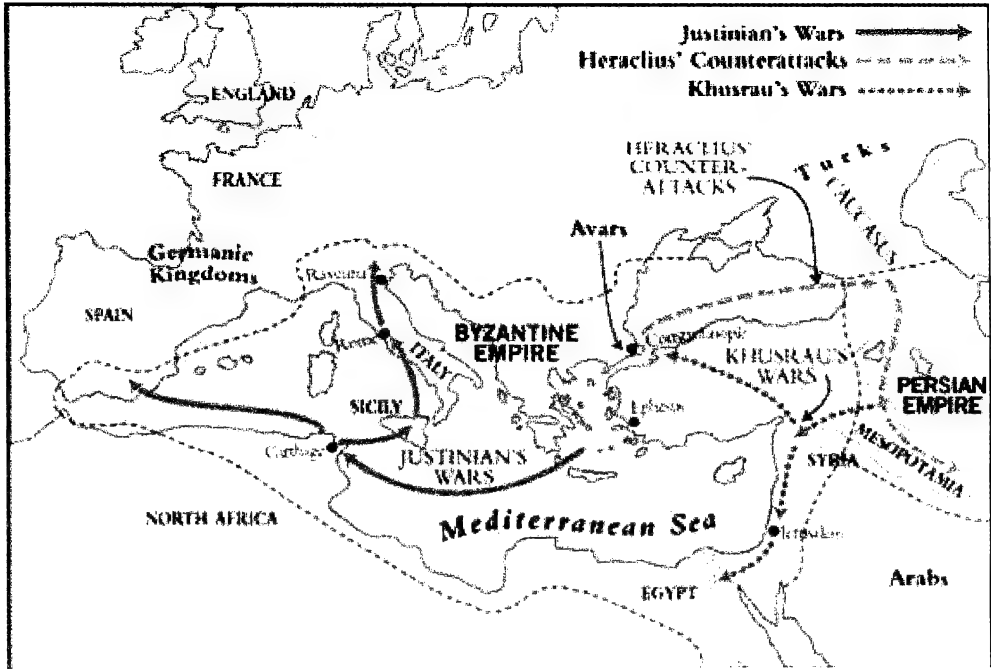 Justinian's Wars
Heraclius' Counterattacks
Khusrau's Wars
ENGLAND
HERACLIUS'
COUNTER-
ATTACKS
Turks
CAUCASUS
FRANCE
Avars
Germanic
Kingdoms
Ravenna
SPAIN
Rome
ITALY
BYZANTINE
EMPIRE
Constantinople
KHUSRAU'S
WARS
PERSIAN
EMPIRE
SICILY
Ephesus
Carthage
JUSTINIAN'S
WARS
SYRIA
MESOPOTAMIA
NORTH AFRICA
Mediterranean Sea
Jerusalem
EGYPT
Arabs